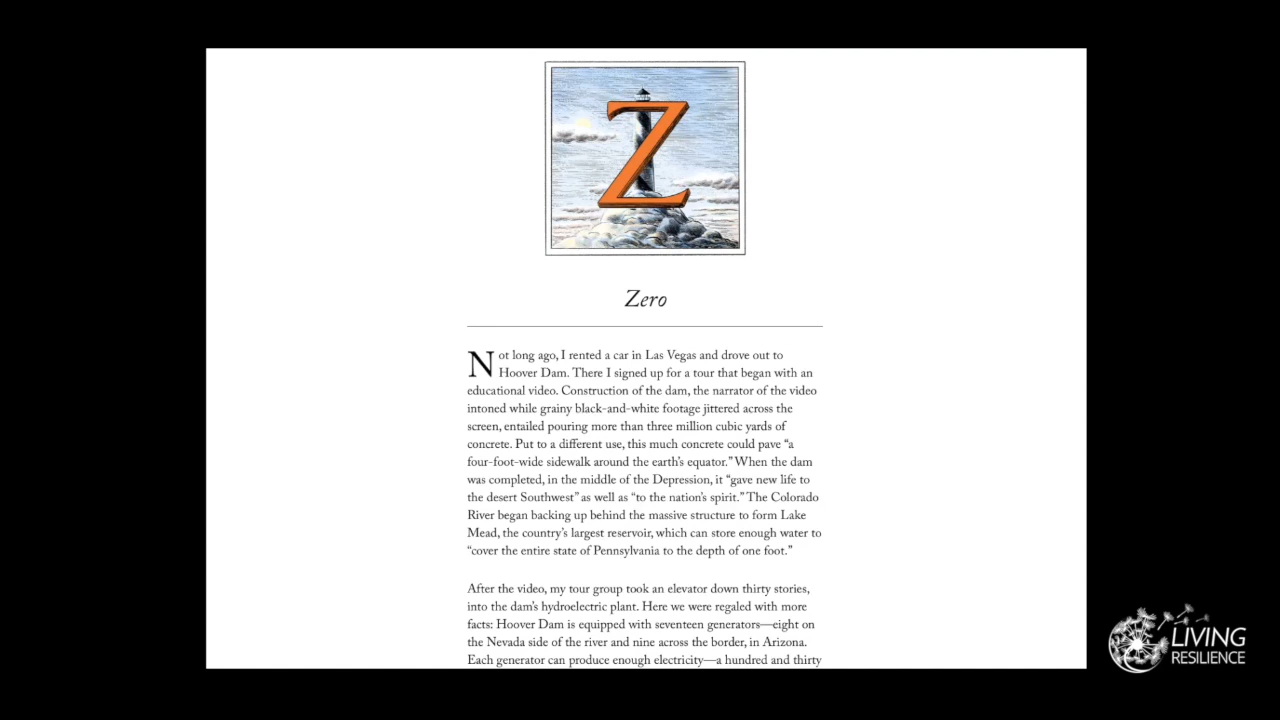 Z
Zero
Not long ago, I rented a car in Las Vegas and drove out to
Hoover Dam. There I signed up for a tour that began with an
educational video. Construction of the dam, the narrator of the video
intoned while grainy black-and-white footage jittered across the
screen, entailed pouring more than three million cubic yards of
concrete. Put to a different use, this much concrete could pave “a
four-foot-wide sidewalk around the earth’s equator.” When the dam
was completed, in the middle of the Depression, it “gave new life to
the desert Southwest” as well as “to the nation’s spirit.” The Colorado
River began backing up behind the massive structure to form Lake
Mead, the country’s largest reservoir, which can store enough water to
“cover the entire state of Pennsylvania to the depth of one foot.”
After the video, my tour group took an elevator down thirty stories,
into the dam’s hydroelectric plant. Here we were regaled with more
facts: Hoover Dam is equipped with seventeen generators—eight on
the Nevada side of the river and nine across the border, in Arizona.
Each generator can produce enough electricity—a hundred and thirty
LIVING
RESILIENCE